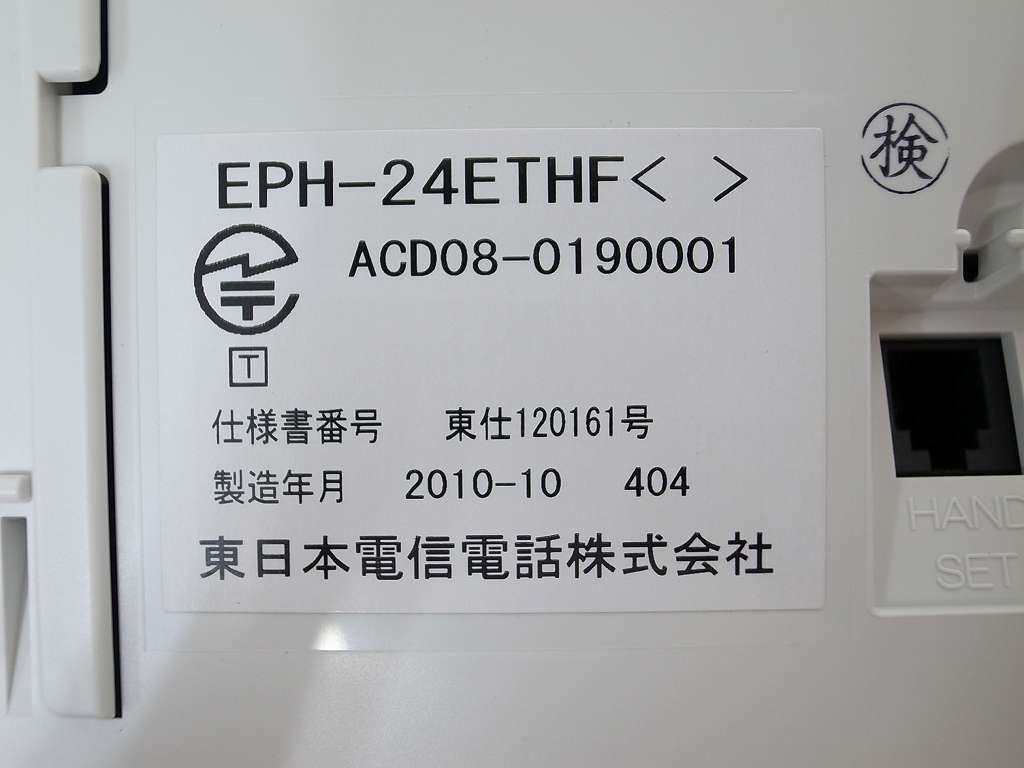 EPH-24ETHF< >
検
ACD08-0190001
T
仕様書番号 東仕120161号
製造年月 2010-10 404
東日本電信電話株式会社
HAND
SET